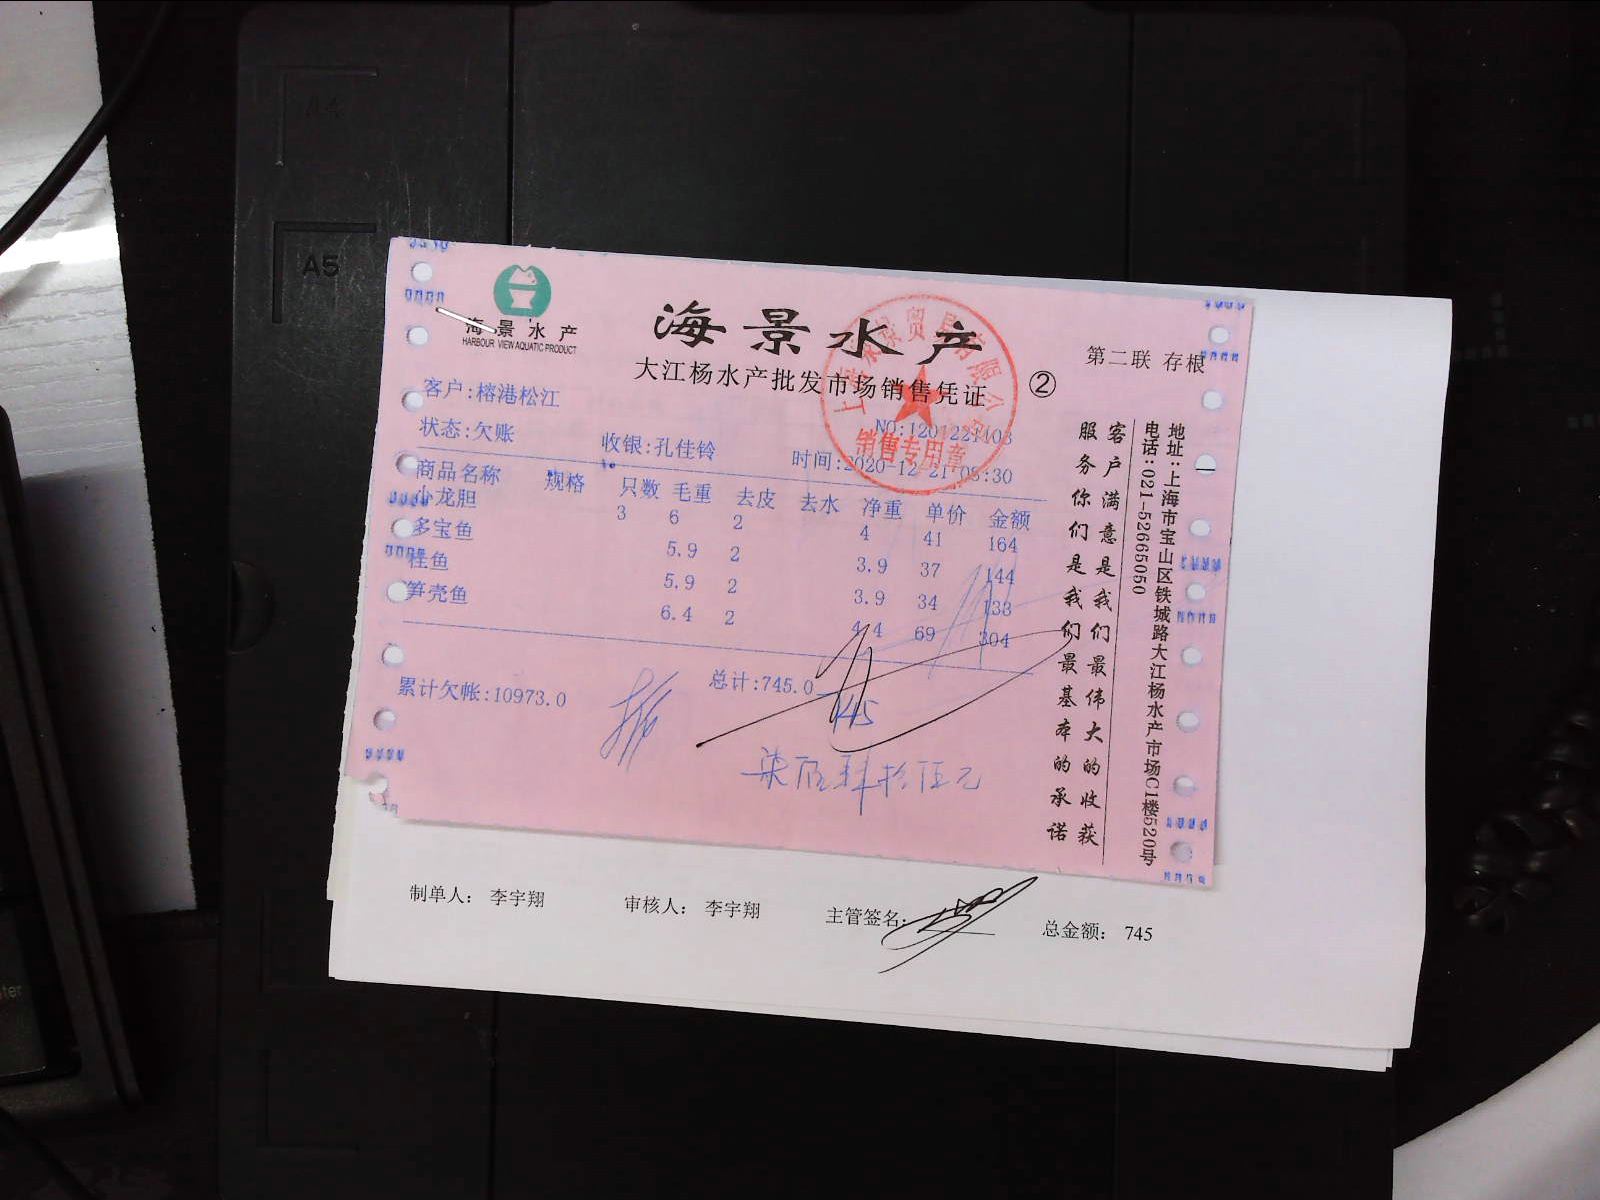 A4
A5
海景水产
HARBOUR VIEW AQUATIC PRODUCT
海景水产
大江杨水产批发市场销售凭证
②
第二联 存根
客户:榕港松江
状态:欠账
收银:孔佳铃
NO:1201221103
时间:2020-12-21 03:30
销售专用章
商品名称 规格 只数 毛重 去皮 去水 净重 单价 金额
小龙胆 3 6 2 4 41 164
多宝鱼 5.9 2 3.9 37 144
桂鱼 5.9 2 3.9 34 133
笋壳鱼 6.4 2 4.4 69 304
累计欠帐:10973.0
总计:745.0
745
柒佰肆拾伍元
客户满意是我们最伟大的收获
服务你们是我们最基本的承诺
地址:上海市宝山区铁城路大江杨水产市场C1楼520号
电话:021-52665050
制单人: 李宇翔
审核人: 李宇翔
主管签名:
总金额: 745